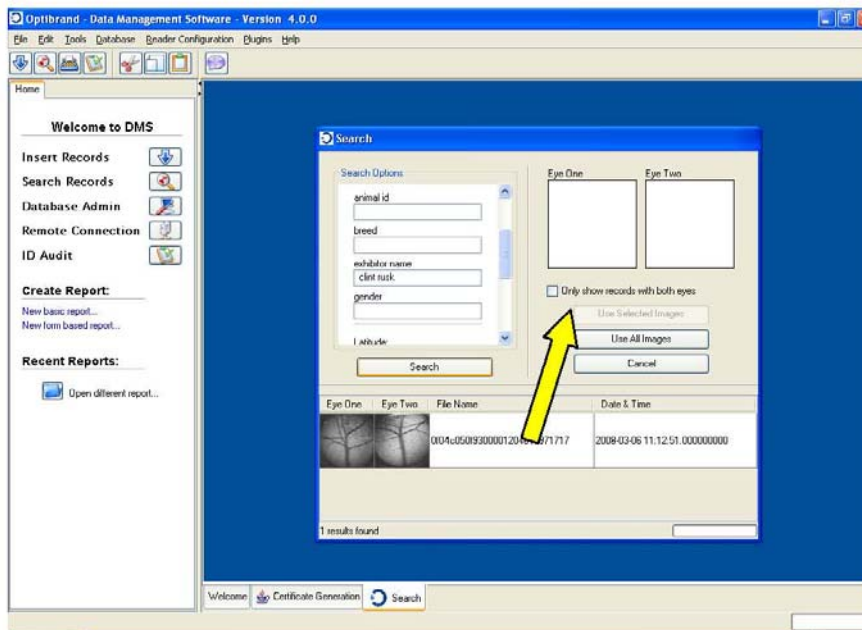 Optibrand - Data Management Software - Version 4.0.0
File Edit Tools Database Reader Configuration Plugins Help
Home
Welcome to DMS
Insert Records
Search Records
Database Admin
Remote Connection
ID Audit
Create Report:
New basic report...
New form based report...
Recent Reports:
Open different report...
Search
Search Options
animal id
breed
exhibitor name
clint rusk
gender
Latitude:
Search
Eye One Eye Two
Only show records with both eyes
Use Selected Images
Use All Images
Cancel
Eye One Eye Two File Name Date & Time
2008-03-06 11:12:51.000000000
1 results found
Welcome Certificate Generation Search